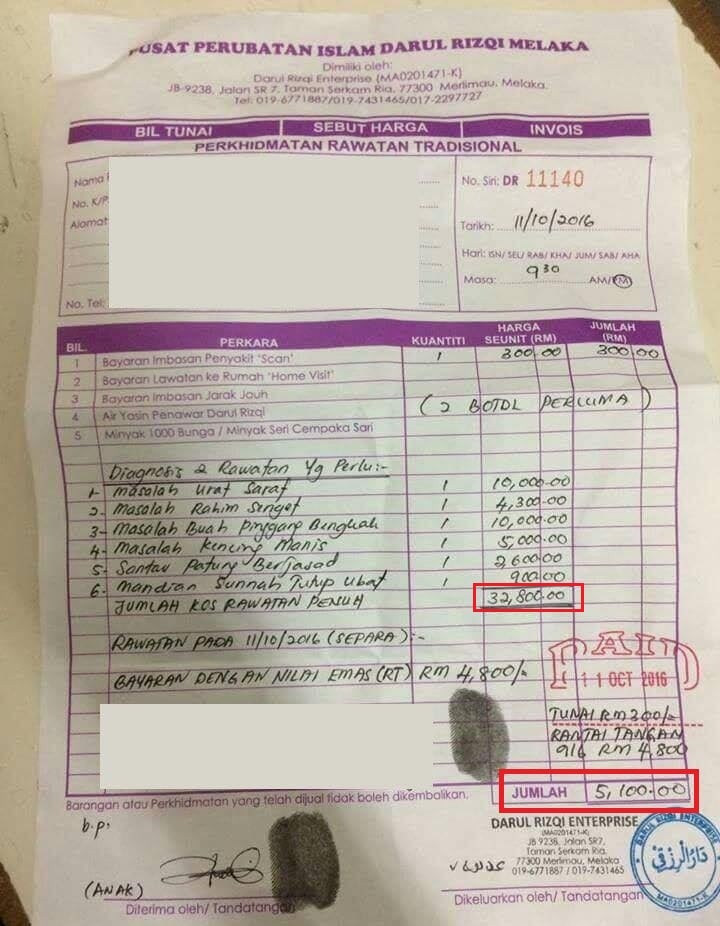 PUSAT PERUBATAN ISLAM DARUL RIZQI MELAKA
Dimiliki oleh:
Darul Rizqi Enterprise (MA0201471-K)
JB-9238, Jalan SR 7, Taman Serkam Ria, 77300 Merlimau, Melaka.
Tel: 019-6771887/019-7431465/017-2297727
BIL TUNAI SEBUT HARGA INVOIS
PERKHIDMATAN RAWATAN TRADISIONAL
Nama
No. K/P
Alamat
No. Tel:
No. Siri: DR 11140
Tarikh: 11/10/2016
Hari: ISN/ SEL/ RAB/ KHA/ JUM/ SAB/ AHA
Masa: 9 30 AM/PM
BIL. PERKARA KUANTITI HARGA SEUNIT (RM) JUMLAH (RM)
1 Bayaran Imbasan Penyakit 'Scan' 1 300.00 300.00
2 Bayaran Lawatan ke Rumah 'Home Visit'
3 Bayaran Imbasan Jarak Jauh
4 Air Yasin Penawar Darul Rizqi (2 BOTOL PERCUMA)
5 Minyak 1000 Bunga / Minyak Seri Cempaka Sari
Diagnosis & Rawatan Yg Perlu:-
1- Masalah Urat Saraf 1 10,000.00
2- Masalah Rahim Senget 1 4,300.00
3- Masalah Buah Pinggang Bengkak 1 10,000.00
4- Masalah Kencing Manis 1 5,000.00
5- Santau Patung Berjasad 1 2,600.00
6- Mandian Sunnah Tutup Ubat 1 900.00
JUMLAH KOS RAWATAN PENUH 32,800.00
RAWATAN PADA 11/10/2016 (SEPARA):-
BAYARAN DENGAN NILAI EMAS (RT) RM 4,800/-
PAID
11 OCT 2016
TUNAI RM300/-
RANTAI TANGAN
916 RM 4,800
JUMLAH 5,100.00
Barangan atau Perkhidmatan yang telah dijual tidak boleh dikembalikan.
b.p.
(ANAK)
Diterima oleh/ Tandatangan
DARUL RIZQI ENTERPRISE
(MA0201471-K)
JB 9238, Jalan SR7,
Taman Serkam Ria,
77300 Merlimau, Melaka
019-6771887 / 019-7431465
Dikeluarkan oleh/ Tandatangan
DARUL RIZQI ENTERPRISE
دار الرزقي
MA0201471-K